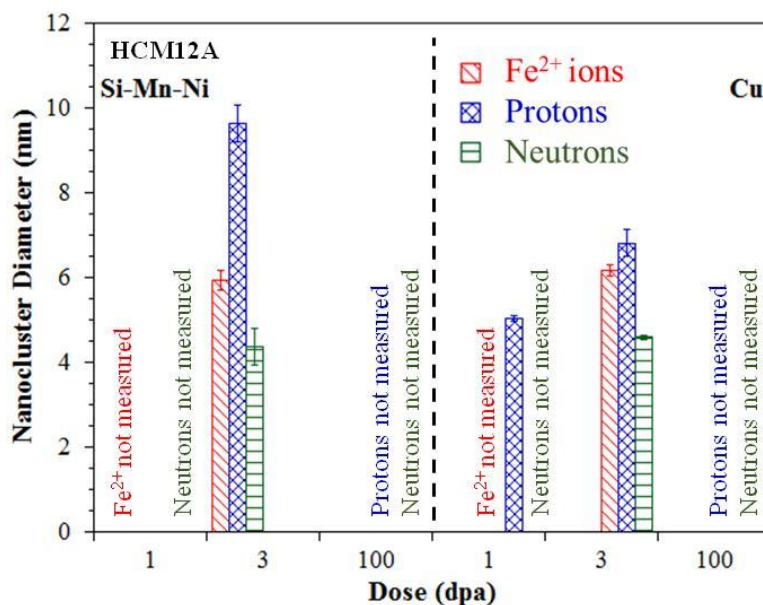 12
10
8
6
4
2
0
Nanocluster Diameter (nm)
HCM12A
Si-Mn-Ni
Cu
Fe²⁺ ions
Protons
Neutrons
Fe²⁺ not measured
Neutrons not measured
Protons not measured
Neutrons not measured
Fe²⁺ not measured
Neutrons not measured
Protons not measured
Neutrons not measured
1 3 100 1 3 100
Dose (dpa)